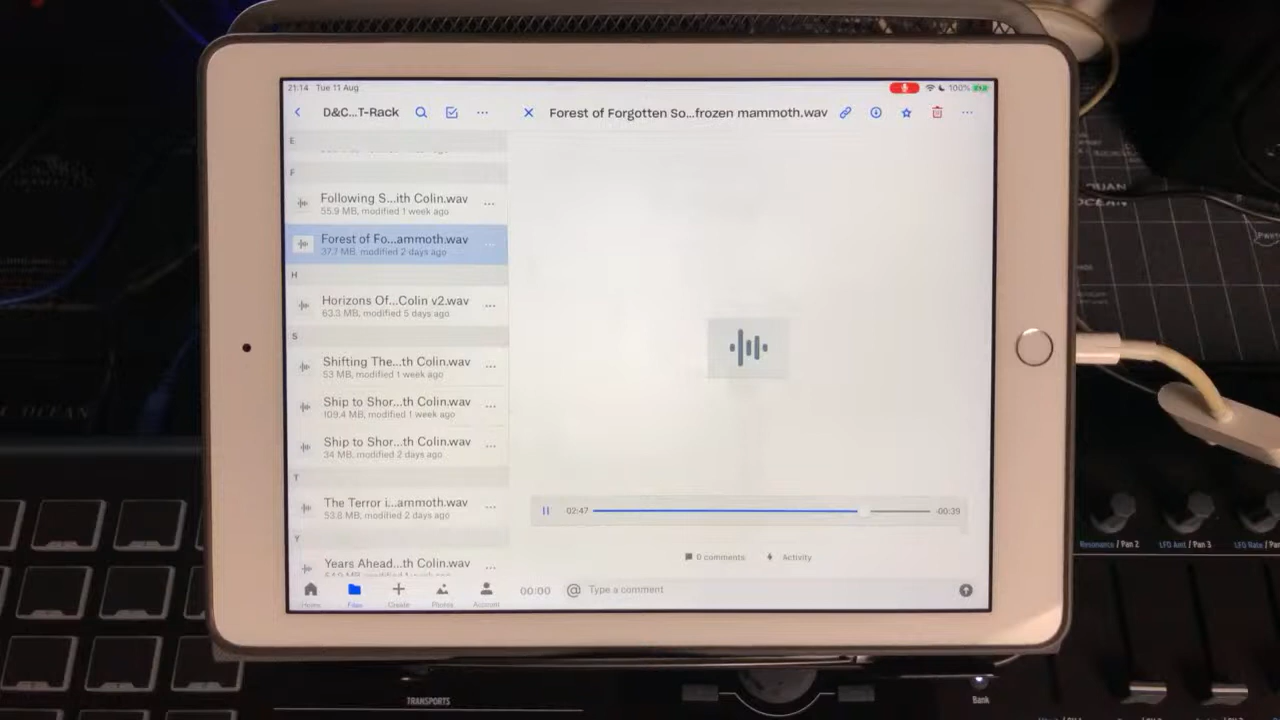 21:14 Tue 11 Aug
100%
D&C...T-Rack
Forest of Forgotten So...frozen mammoth.wav
E
F
Following S...ith Colin.wav
55.9 MB, modified 1 week ago
Forest of Fo...ammoth.wav
37.7 MB, modified 2 days ago
H
Horizons Of...Colin v2.wav
63.3 MB, modified 5 days ago
S
Shifting The...th Colin.wav
53 MB, modified 1 week ago
Ship to Shor...th Colin.wav
109.4 MB, modified 1 week ago
Ship to Shor...th Colin.wav
34 MB, modified 2 days ago
T
The Terror i...ammoth.wav
53.8 MB, modified 2 days ago
Y
Years Ahead...th Colin.wav
02:47
-00:39
0 comments
Activity
Home
Files
Create
Photos
Account
00:00
@ Type a comment
QUAN
OCEAN
C OCEAN
Resonance / Pan 2
LFO Amt / Pan 3
LFO Rate / Pan
TRANSPORTS
Bank